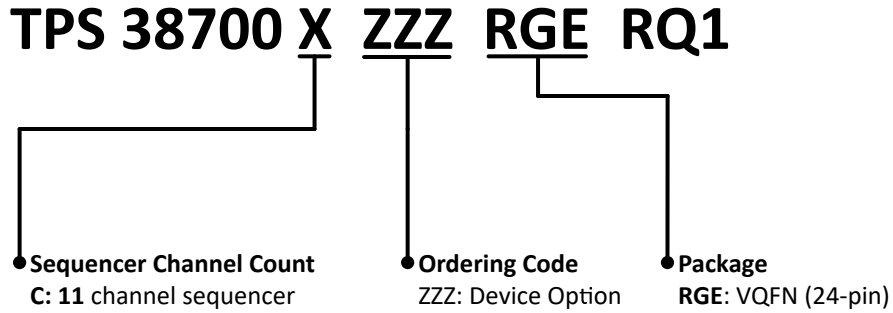 TPS 38700 X ZZZ RGE RQ1
Sequencer Channel Count
C: 11 channel sequencer
Ordering Code
ZZZ: Device Option
Package
RGE: VQFN (24-pin)